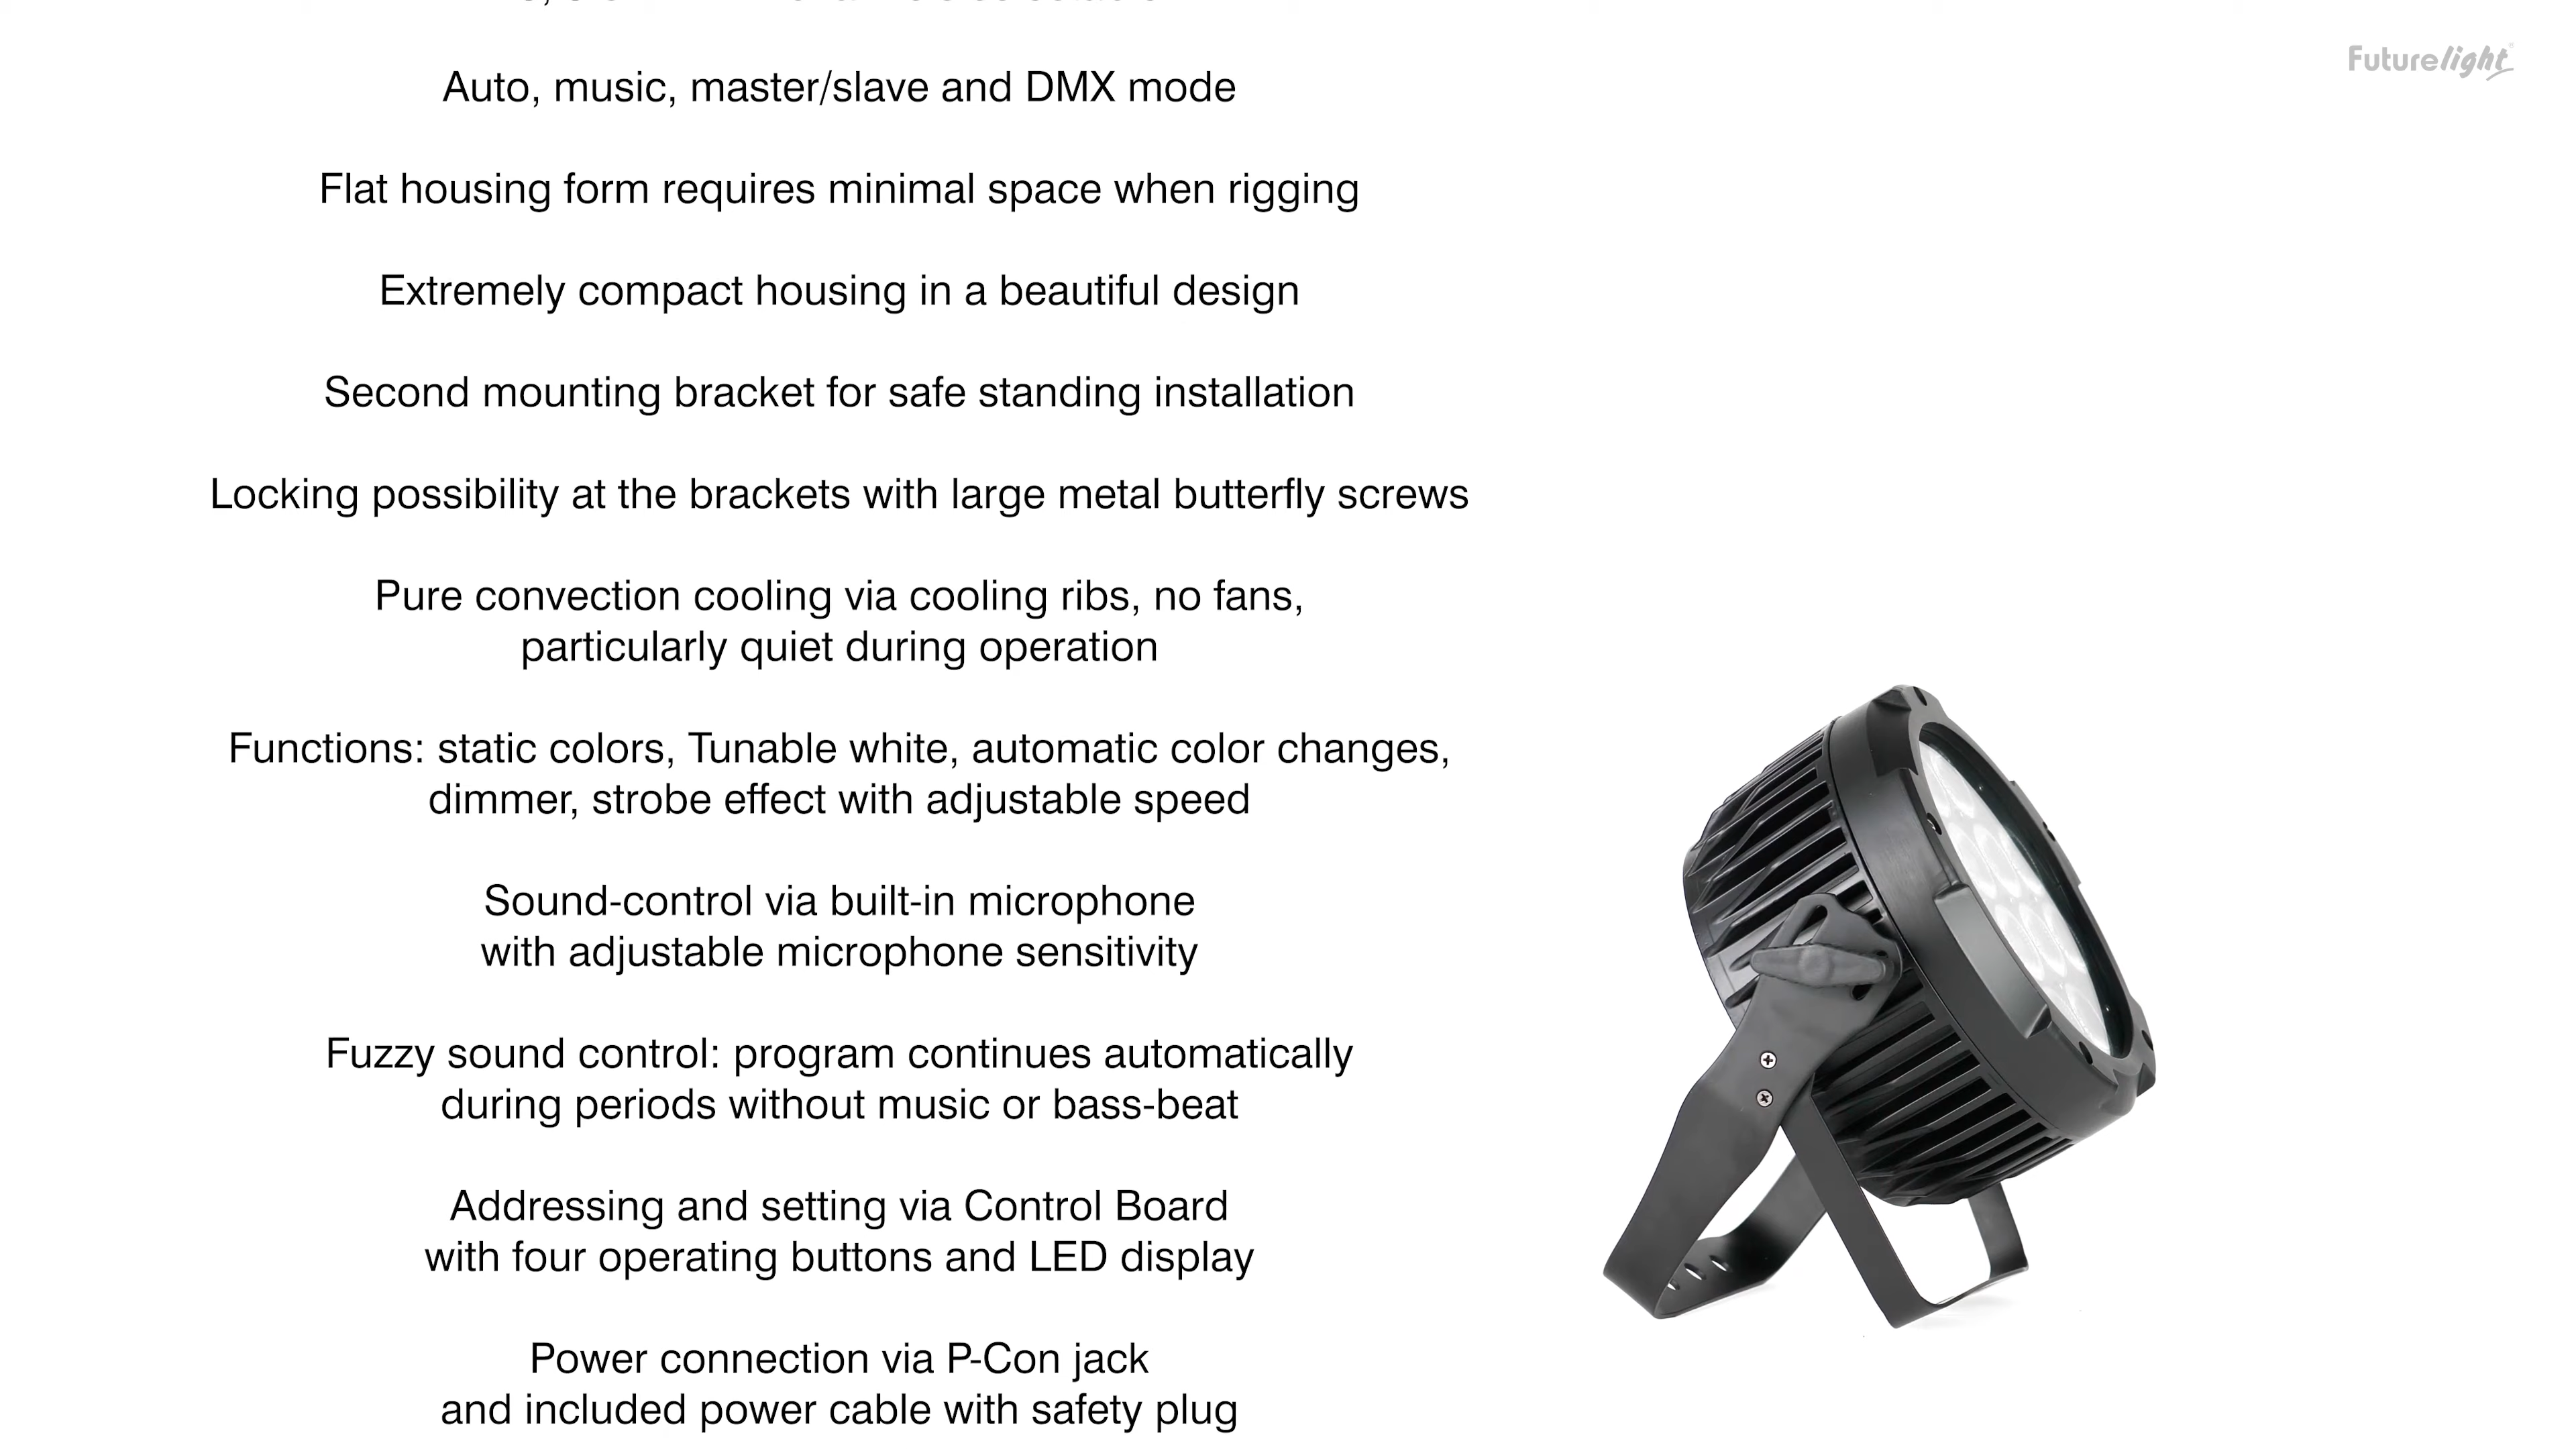 Futurelight
Auto, music, master/slave and DMX mode
Flat housing form requires minimal space when rigging
Extremely compact housing in a beautiful design
Second mounting bracket for safe standing installation
Locking possibility at the brackets with large metal butterfly screws
Pure convection cooling via cooling ribs, no fans,
particularly quiet during operation
Functions: static colors, Tunable white, automatic color changes,
dimmer, strobe effect with adjustable speed
Sound-control via built-in microphone
with adjustable microphone sensitivity
Fuzzy sound control: program continues automatically
during periods without music or bass-beat
Addressing and setting via Control Board
with four operating buttons and LED display
Power connection via P-Con jack
and included power cable with safety plug